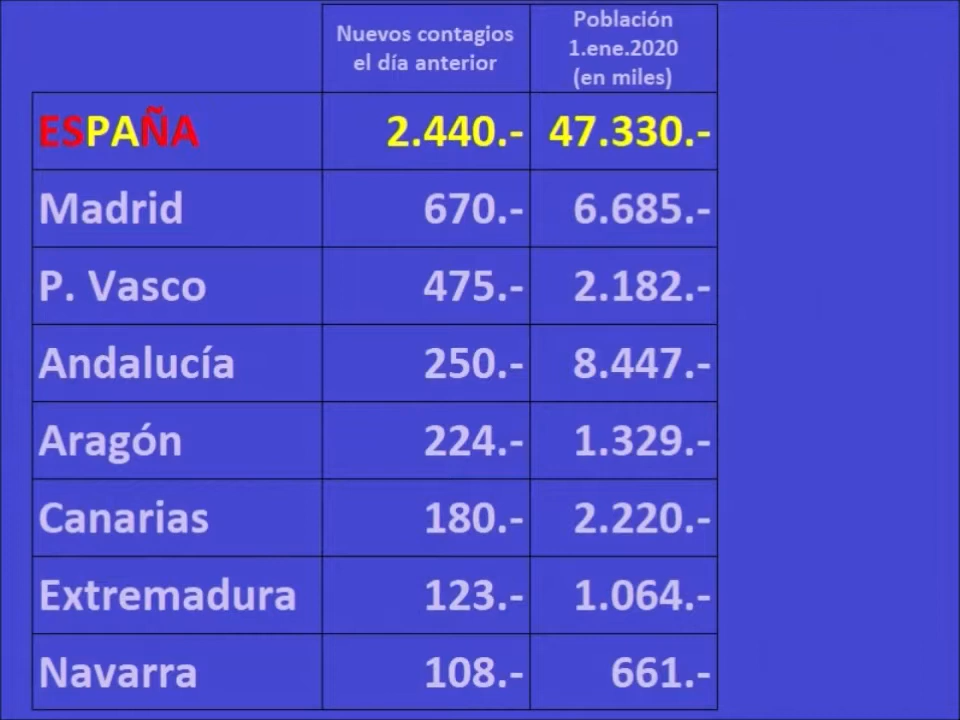 Nuevos contagios
el día anterior
Población
1.ene.2020
(en miles)
ESPAÑA 2.440.- 47.330.-
Madrid 670.- 6.685.-
P. Vasco 475.- 2.182.-
Andalucía 250.- 8.447.-
Aragón 224.- 1.329.-
Canarias 180.- 2.220.-
Extremadura 123.- 1.064.-
Navarra 108.- 661.-